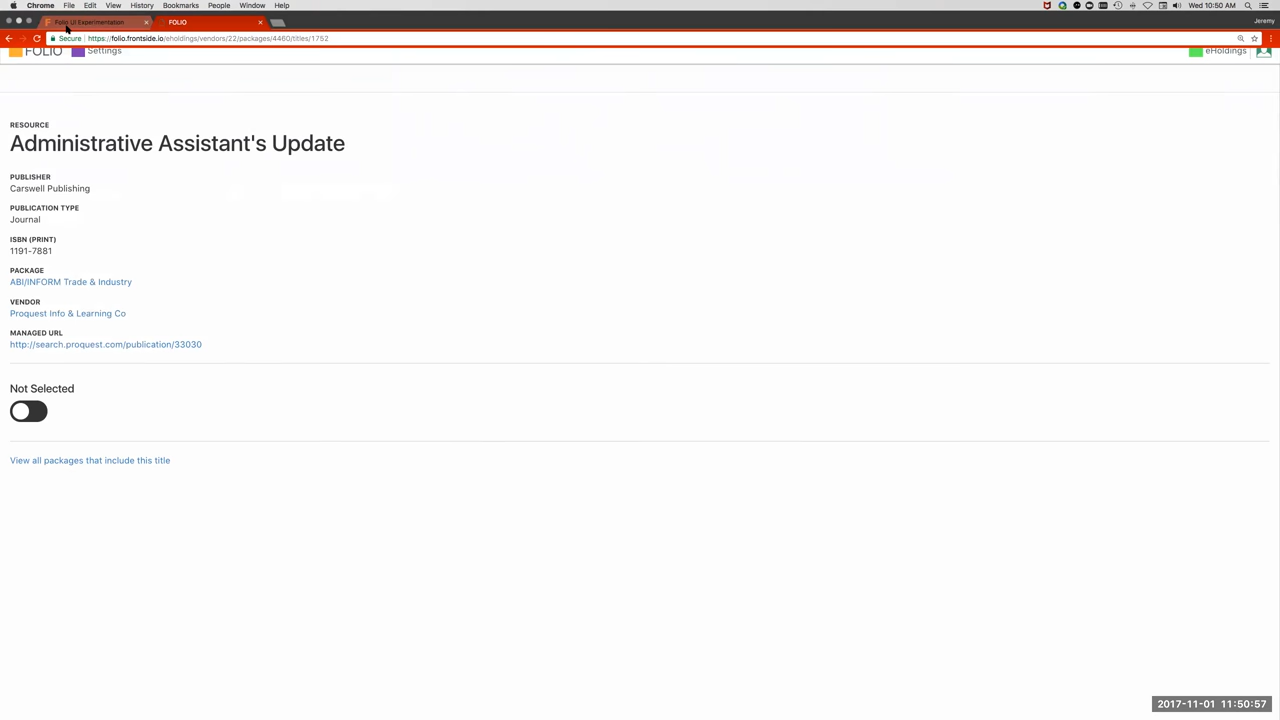 Chrome File Edit View History Bookmarks People Window Help Wed 10:50 AM
Folio UI Experimentation FOLIO Jeremy
Secure https://folio.frontside.io/eholdings/vendors/22/packages/4460/titles/1752
FOLIO Settings eHoldings
RESOURCE
Administrative Assistant's Update
PUBLISHER
Carswell Publishing
PUBLICATION TYPE
Journal
ISBN (PRINT)
1191-7881
PACKAGE
ABI/INFORM Trade & Industry
VENDOR
Proquest Info & Learning Co
MANAGED URL
http://search.proquest.com/publication/33030
Not Selected
View all packages that include this title
2017-11-01 11:50:57